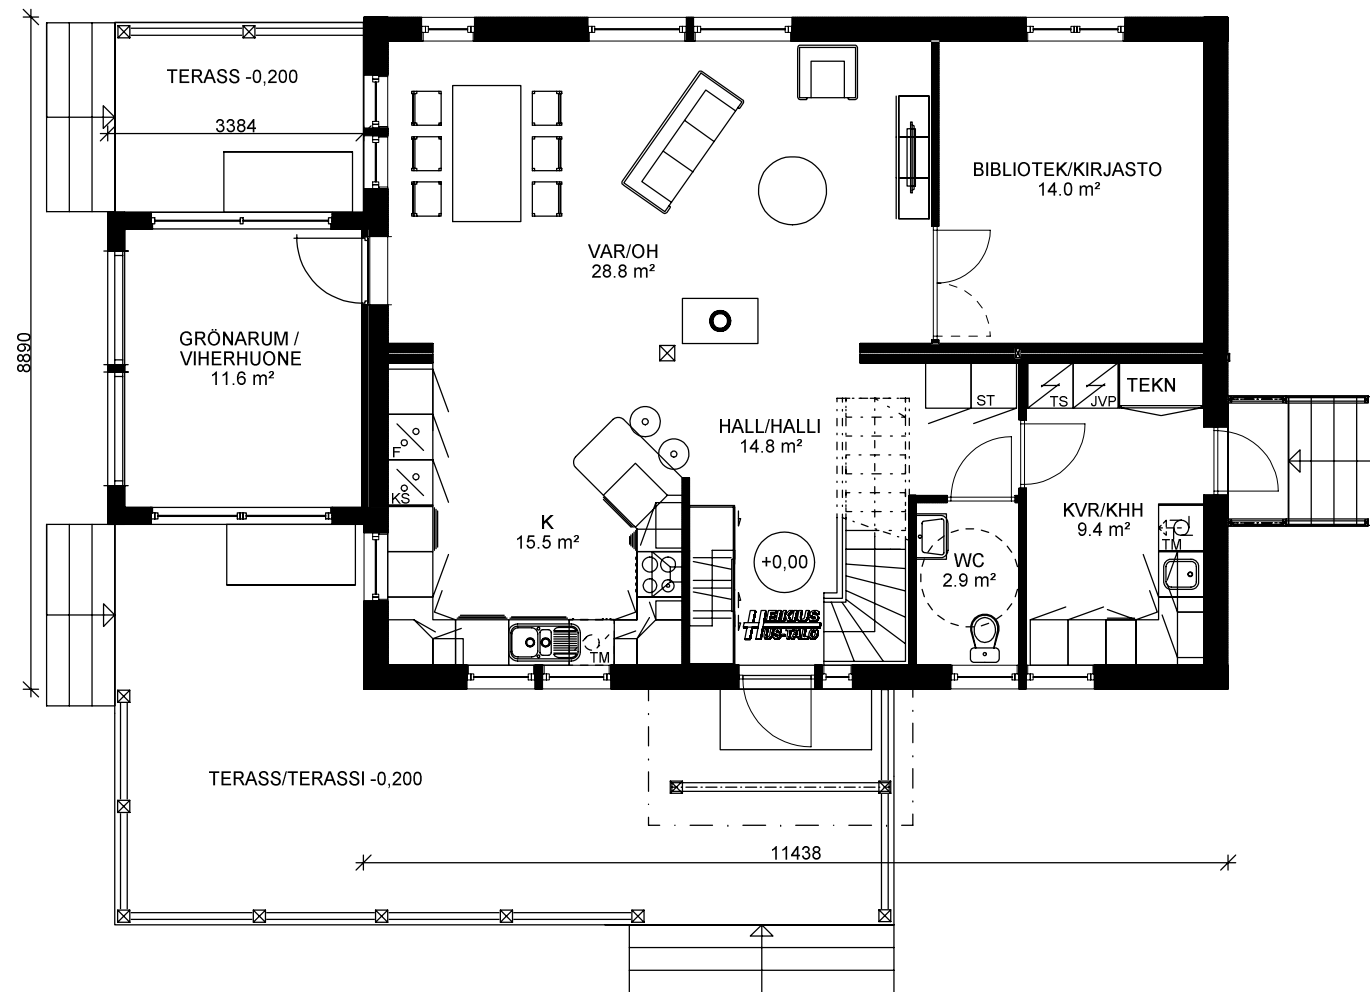 TERASS -0,200
3384
BIBLIOTEK/KIRJASTO
14.0 m²
VAR/OH
28.8 m²
8890
GRÖNARUM /
VIHERHUONE
11.6 m²
ST
TS
JVP
TEKN
F
KS
HALL/HALLI
14.8 m²
K
15.5 m²
+0,00
KVR/KHH
9.4 m²
TM
WC
2.9 m²
HEIKIUS
HUS-TALO
TM
TERASS/TERASSI -0,200
11438